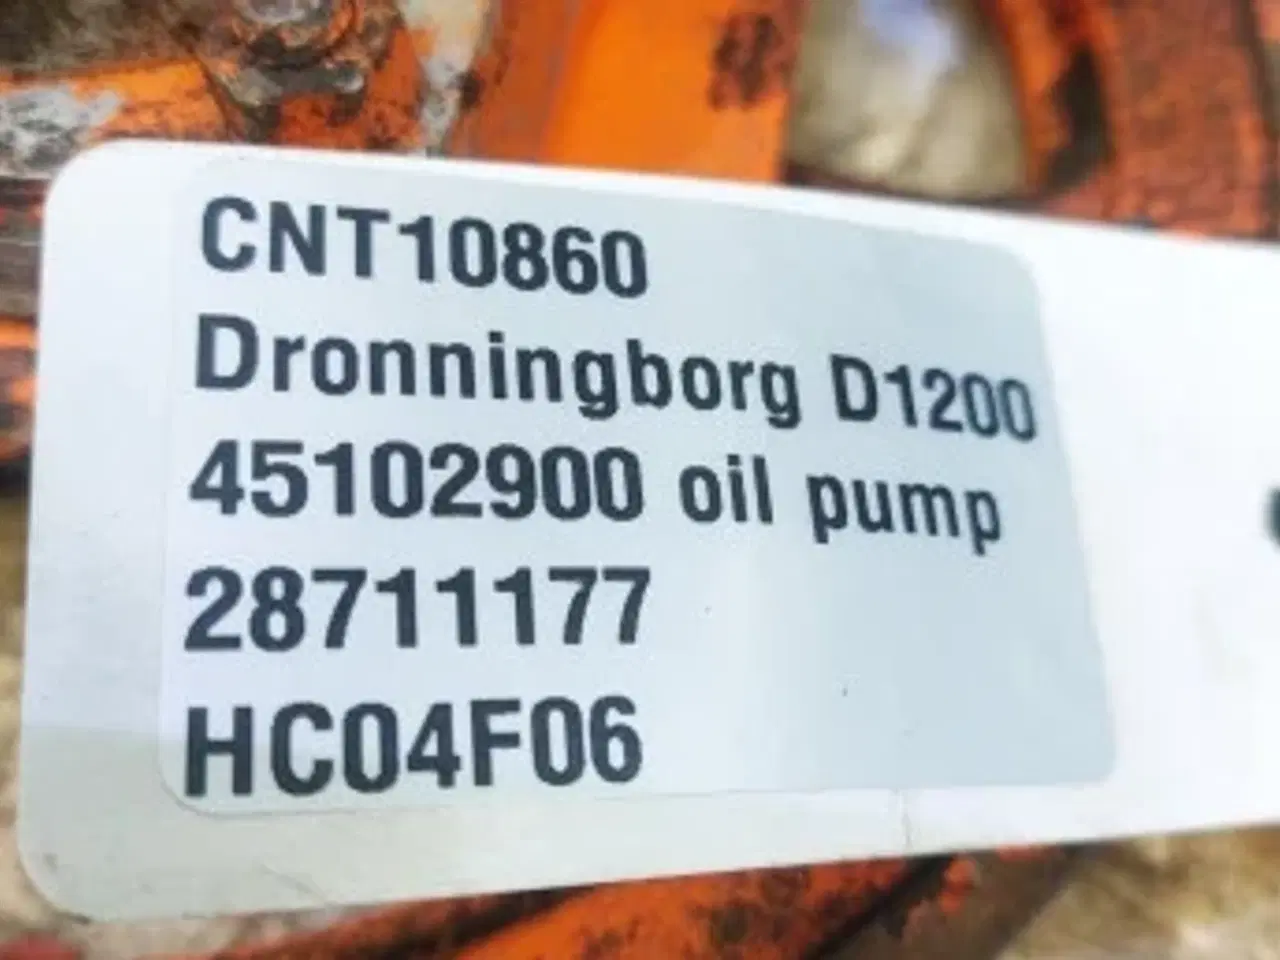 CNT10860
Dronningborg D1200
45102900 oil pump
28711177
HC04F06